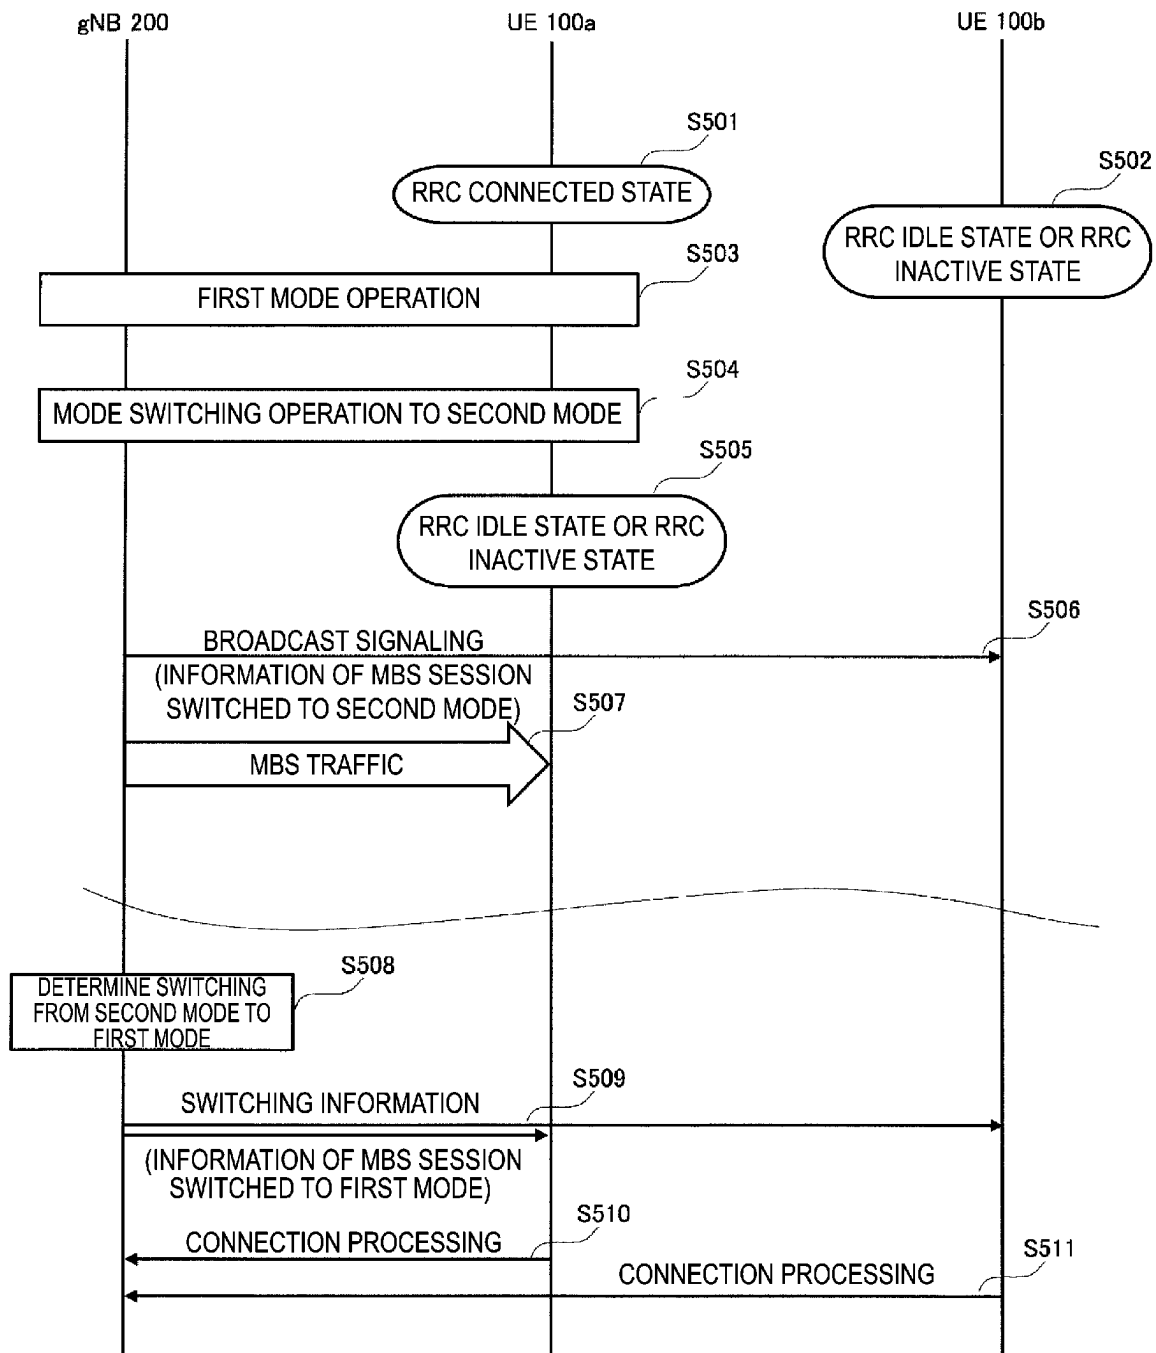 gNB 200
UE 100a
UE 100b
S501
RRC CONNECTED STATE
S502
RRC IDLE STATE OR RRC
INACTIVE STATE
S503
FIRST MODE OPERATION
S504
MODE SWITCHING OPERATION TO SECOND MODE
S505
RRC IDLE STATE OR RRC
INACTIVE STATE
S506
BROADCAST SIGNALING
(INFORMATION OF MBS SESSION
SWITCHED TO SECOND MODE)
S507
MBS TRAFFIC
S508
DETERMINE SWITCHING
FROM SECOND MODE TO
FIRST MODE
S509
SWITCHING INFORMATION
(INFORMATION OF MBS SESSION
SWITCHED TO FIRST MODE)
S510
CONNECTION PROCESSING
S511
CONNECTION PROCESSING